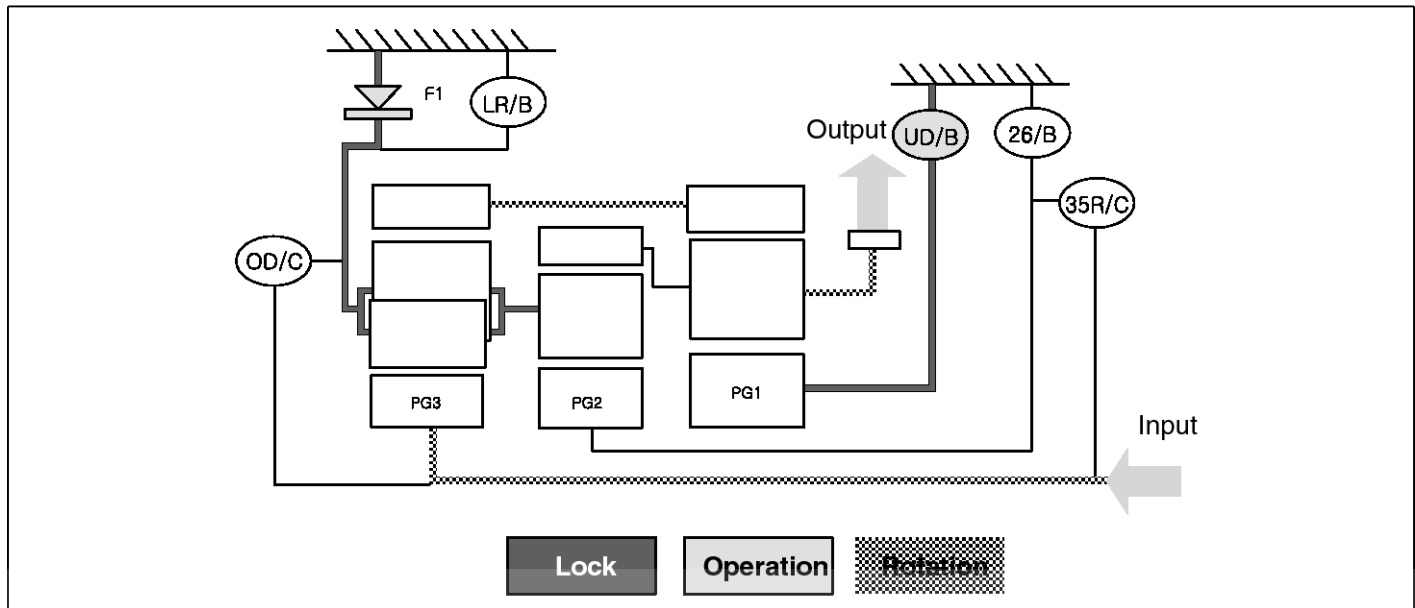 F1
LR/B
Output
UD/B
26/B
35R/C
OD/C
PG3
PG2
PG1
Input
Lock
Operation
Rotation